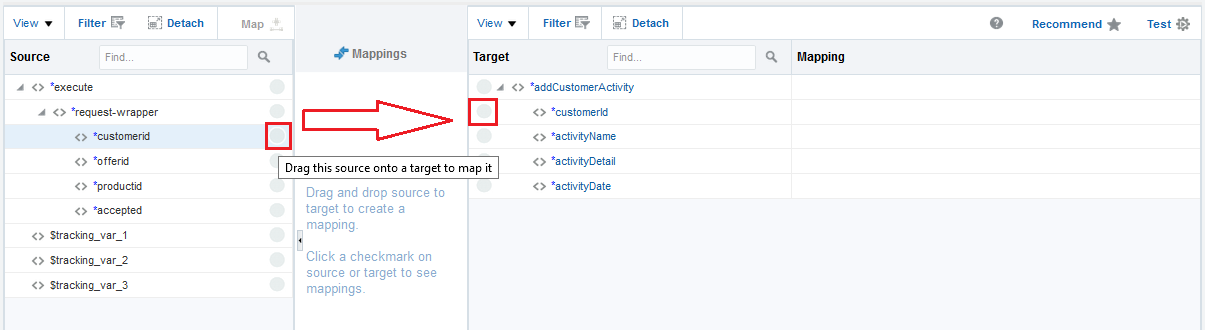 View Filter Detach Map
View Filter Detach Recommend Test
Source Find...
Mappings
Target Find... Mapping
*execute
*request-wrapper
*customerid
*offerid
*productid
*accepted
$tracking_var_1
$tracking_var_2
$tracking_var_3
Drag this source onto a target to map it
Drag and drop source to
target to create a
mapping.
Click a checkmark on
source or target to see
mappings.
*addCustomerActivity
*customerId
*activityName
*activityDetail
*activityDate